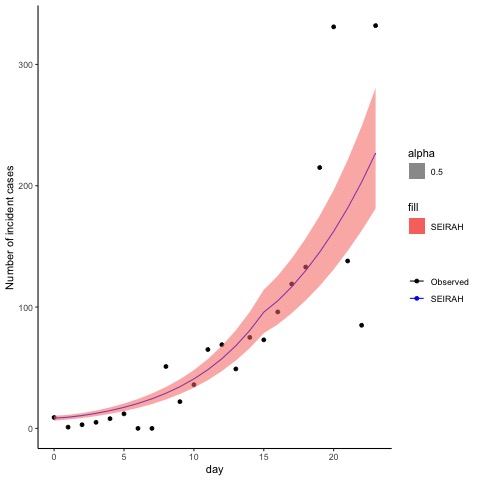 Number of incident cases
300
200
100
0
0
5
10
15
20
day
alpha
0.5
fill
SEIRAH
Observed
SEIRAH